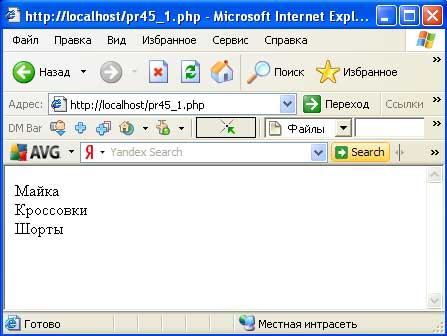 http://localhost/pr45_1.php - Microsoft Internet Expl...
Файл Правка Вид Избранное Сервис Справка
Назад Поиск Избранное
Адрес: http://localhost/pr45_1.php Переход Ссылки
DM Bar Файлы
AVG Я Yandex Search Search
Майка
Кроссовки
Шорты
Готово Местная интрасеть